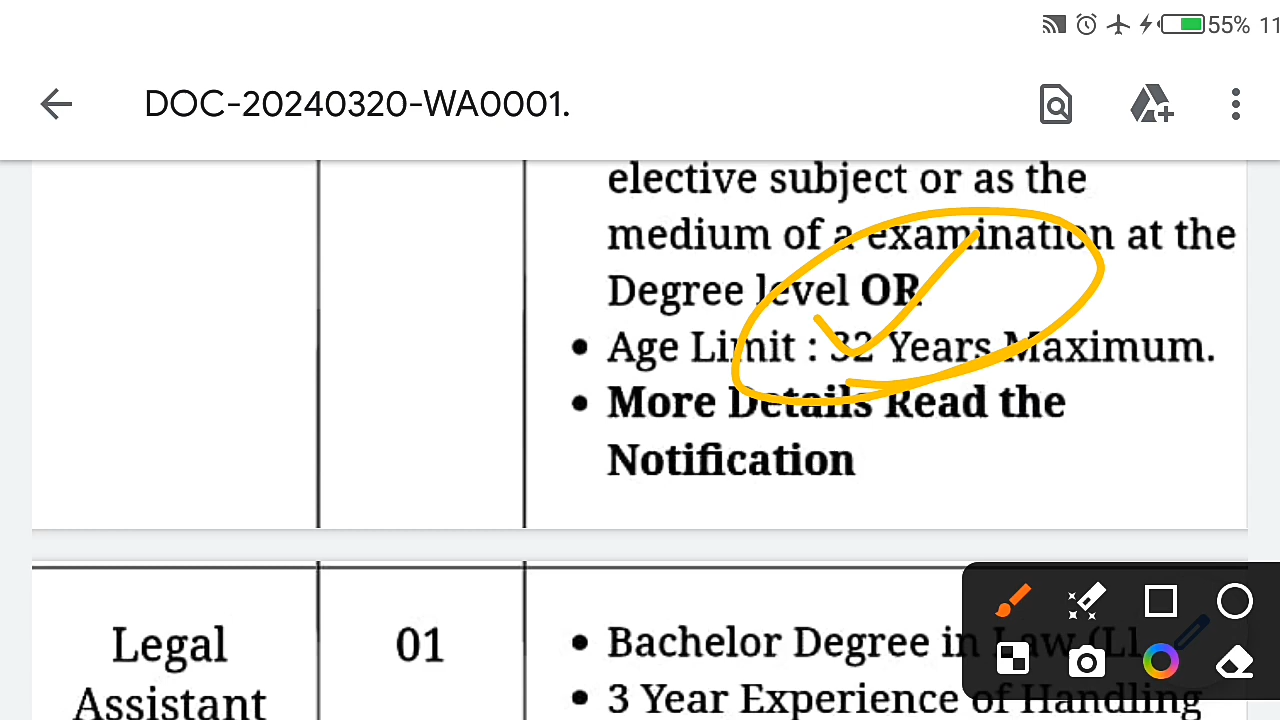 55% 11
DOC-20240320-WA0001.
elective subject or as the
medium of a examination at the
Degree level OR
• Age Limit : 32 Years Maximum.
• More Details Read the
Notification
Legal
Assistant
01
• Bachelor Degree in Law (Ll
• 3 Year Experience of Handling